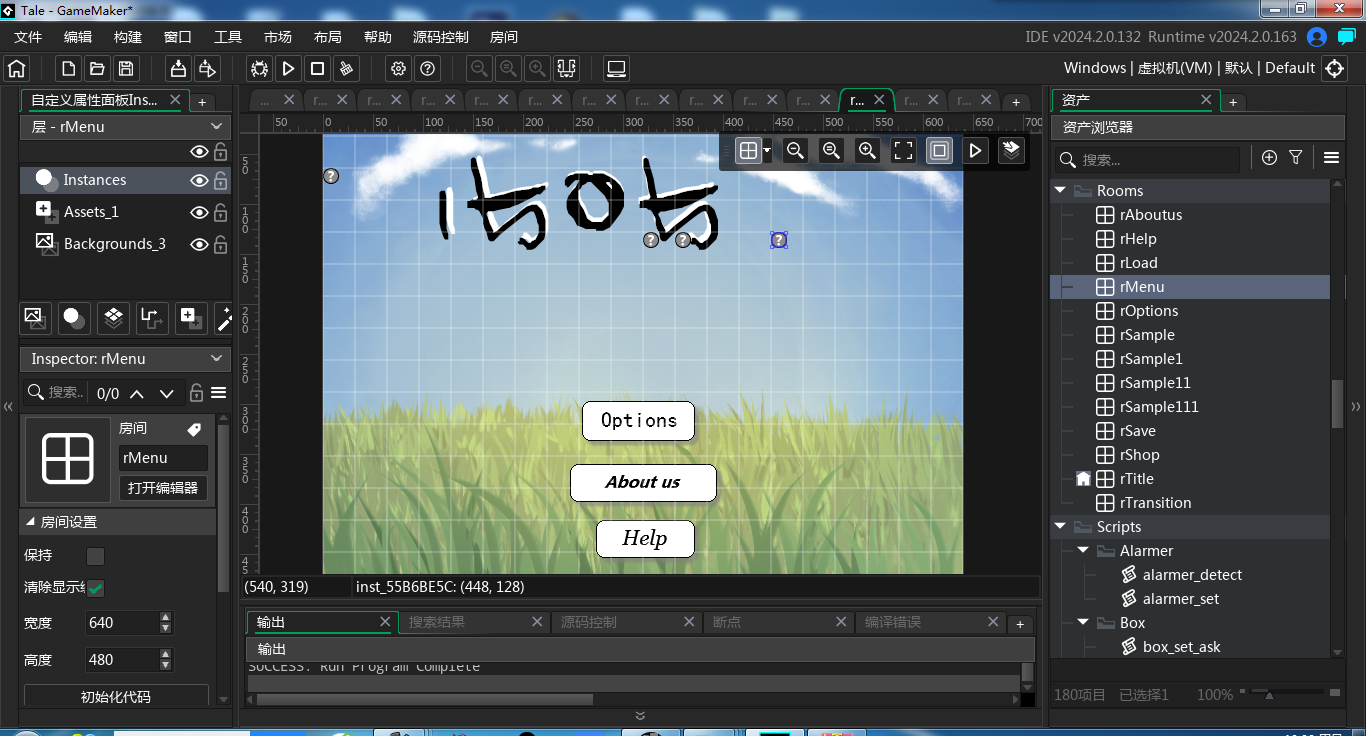 Tale - GameMaker*
文件 编辑 构建 窗口 工具 市场 布局 帮助 源码控制 房间
IDE v2024.2.0.132 Runtime v2024.2.0.163
Windows | 虚拟机(VM) | 默认 | Default
自定义属性面板Ins...
+
层 - rMenu
Instances
Assets_1
Backgrounds_3
Inspector: rMenu
搜索..
0/0
房间
rMenu
打开编辑器
房间设置
保持
清除显示
宽度
640
高度
480
初始化代码
... r... r... r... r... r... r... r... r... r... r... r... r... r... +
50 0 50 100 150 200 250 300 350 400 450 500 550 600 650 700
50
100
150
200
250
300
350
400
45
Options
About us
Help
(540, 319)
inst_55B6BE5C: (448, 128)
输出 搜索结果 源码控制 断点 编译错误 +
输出
SUCCESS: Run Program Complete
资产
+
资产浏览器
搜索...
Rooms
rAboutus
rHelp
rLoad
rMenu
rOptions
rSample
rSample1
rSample11
rSample111
rSave
rShop
rTitle
rTransition
Scripts
Alarmer
alarmer_detect
alarmer_set
Box
box_set_ask
180项目 已选择1 100%